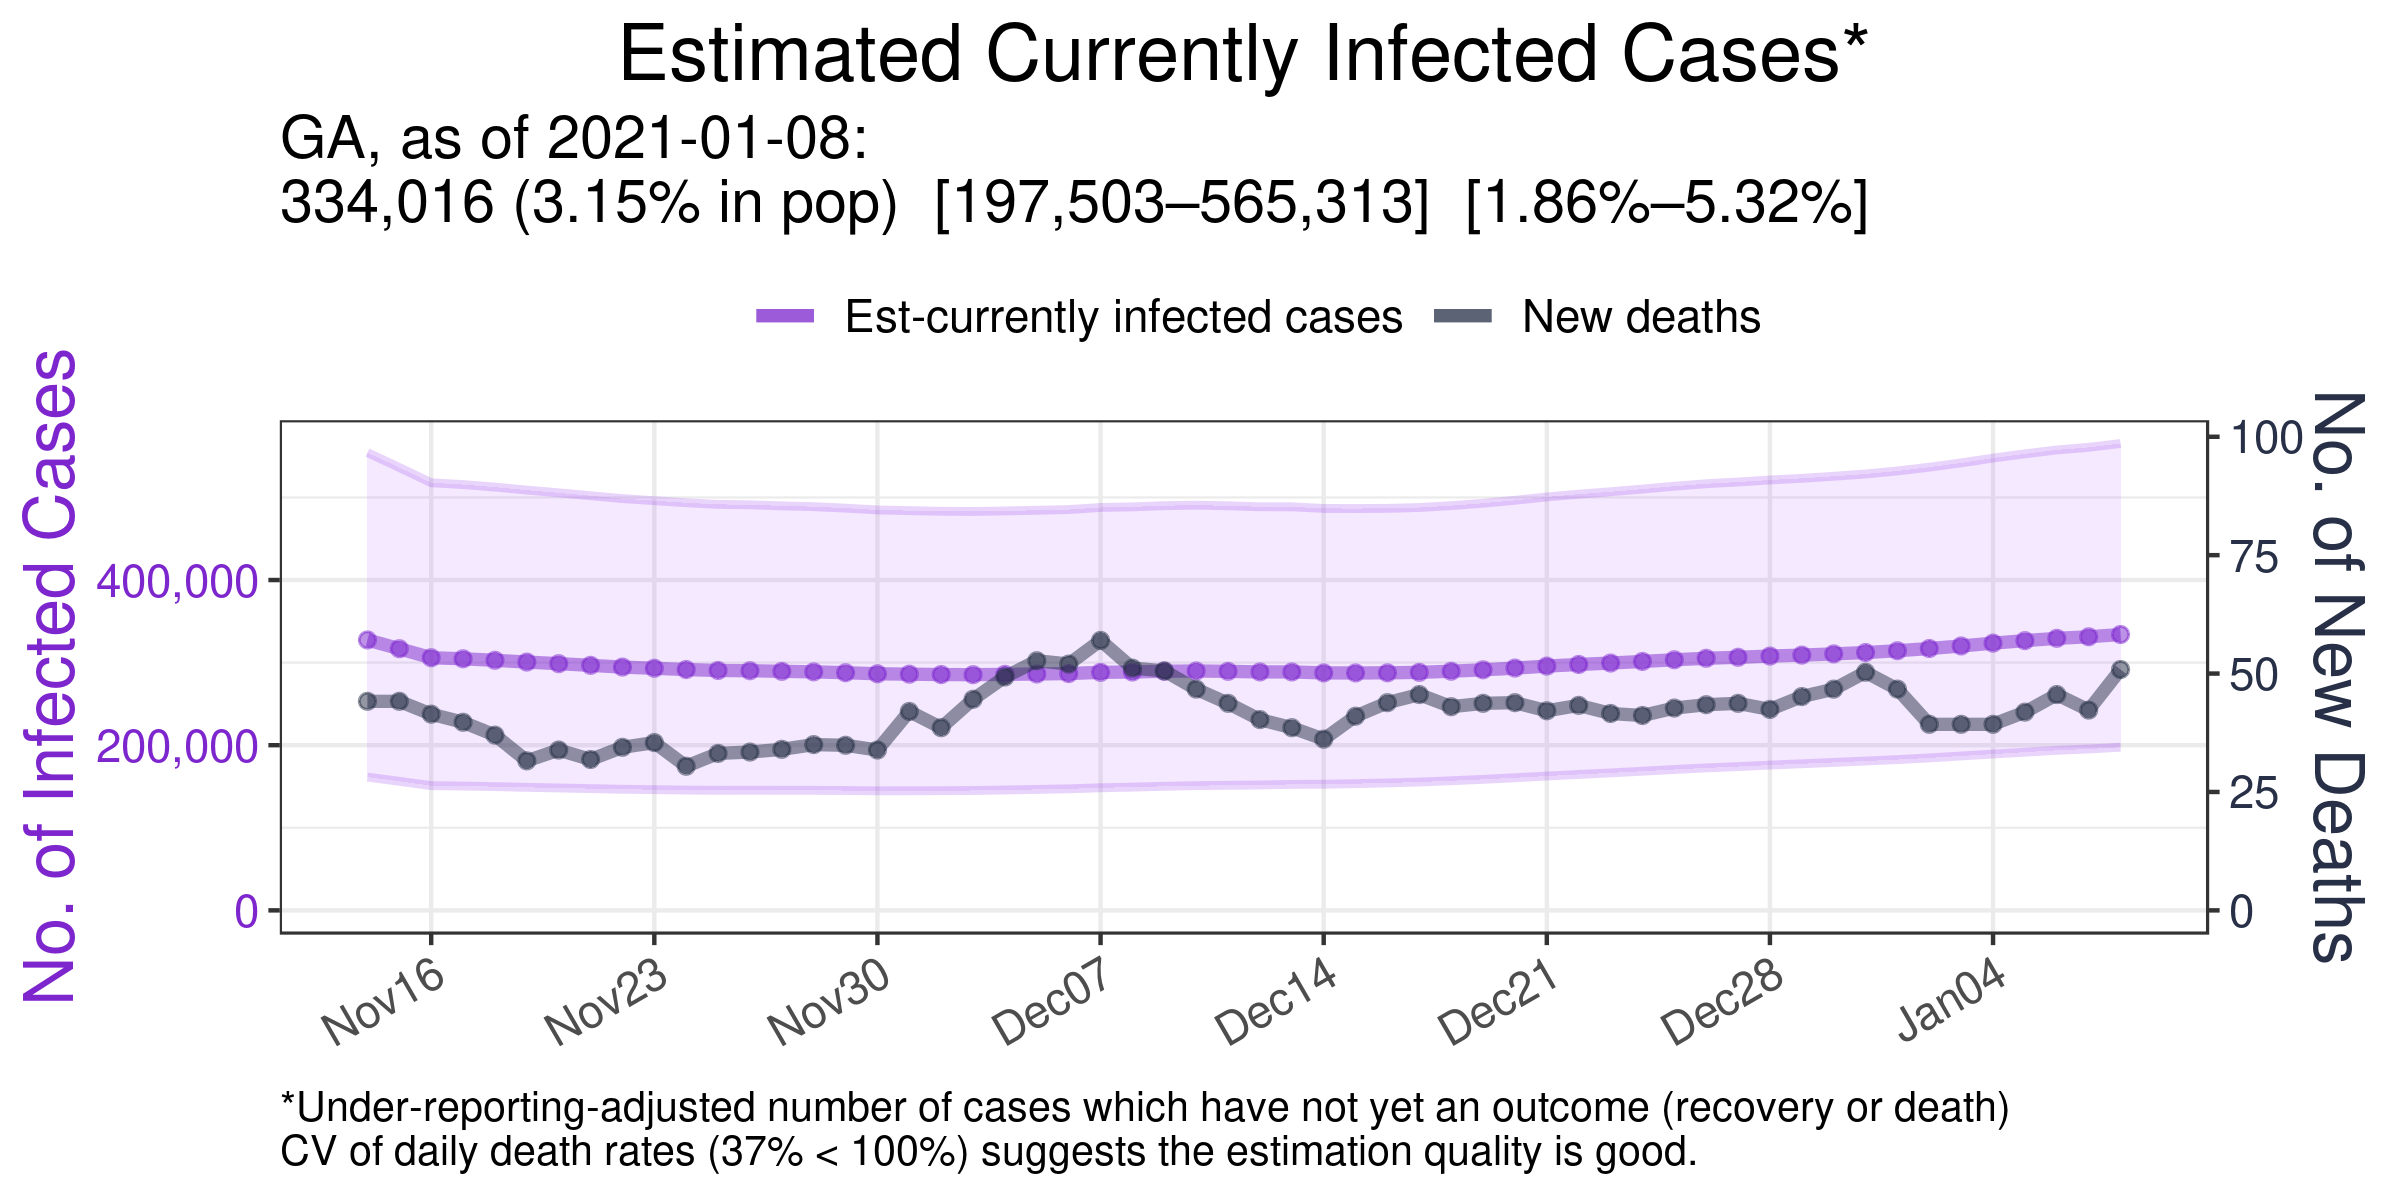 Estimated Currently Infected Cases*
GA, as of 2021-01-08:
334,016 (3.15% in pop)  [197,503–565,313]  [1.86%–5.32%]
Est-currently infected cases
New deaths
No. of Infected Cases
400,000
200,000
0
100
75
50
25
0
No. of New Deaths
Nov16
Nov23
Nov30
Dec07
Dec14
Dec21
Dec28
Jan04
*Under-reporting-adjusted number of cases which have not yet an outcome (recovery or death)
CV of daily death rates (37% < 100%) suggests the estimation quality is good.